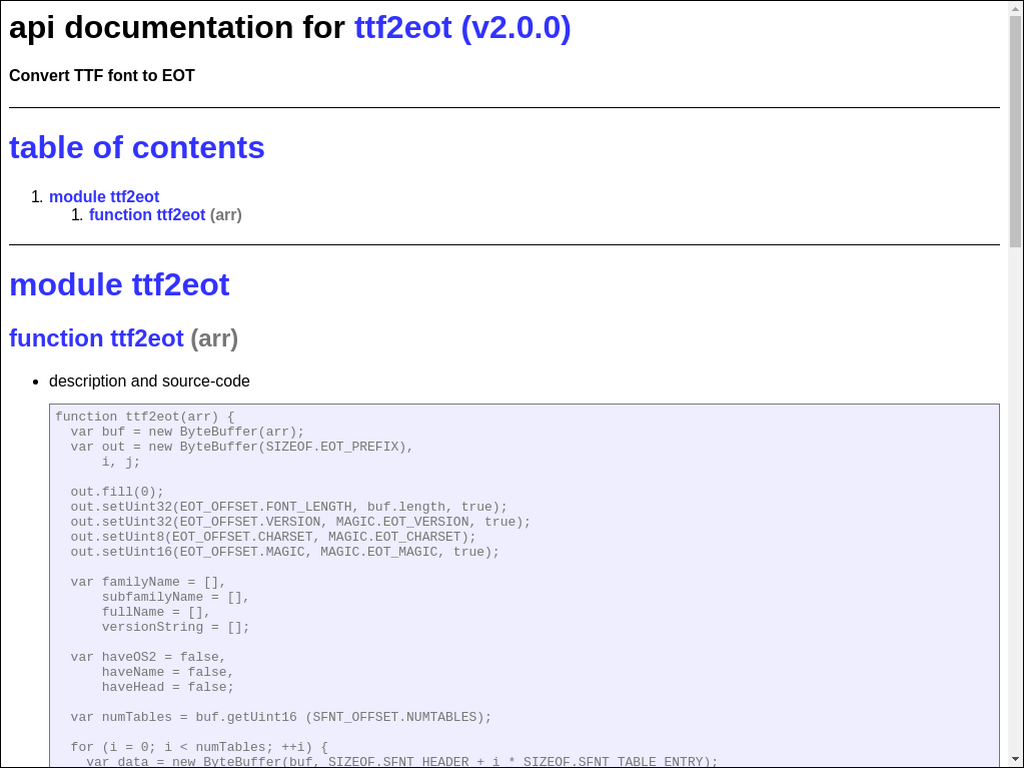 api documentation for ttf2eot (v2.0.0)
Convert TTF font to EOT
table of contents
1. module ttf2eot
1. function ttf2eot (arr)
module ttf2eot
function ttf2eot (arr)
• description and source-code
function ttf2eot(arr) {
  var buf = new ByteBuffer(arr);
  var out = new ByteBuffer(SIZEOF.EOT_PREFIX),
      i, j;
  out.fill(0);
  out.setUint32(EOT_OFFSET.FONT_LENGTH, buf.length, true);
  out.setUint32(EOT_OFFSET.VERSION, MAGIC.EOT_VERSION, true);
  out.setUint8(EOT_OFFSET.CHARSET, MAGIC.EOT_CHARSET);
  out.setUint16(EOT_OFFSET.MAGIC, MAGIC.EOT_MAGIC, true);
  var familyName = [],
      subfamilyName = [],
      fullName = [],
      versionString = [];
  var haveOS2 = false,
      haveName = false,
      haveHead = false;
  var numTables = buf.getUint16 (SFNT_OFFSET.NUMTABLES);
  for (i = 0; i < numTables; ++i) {
    var data = new ByteBuffer(buf, SIZEOF.SFNT_HEADER + i * SIZEOF.SFNT_TABLE_ENTRY);